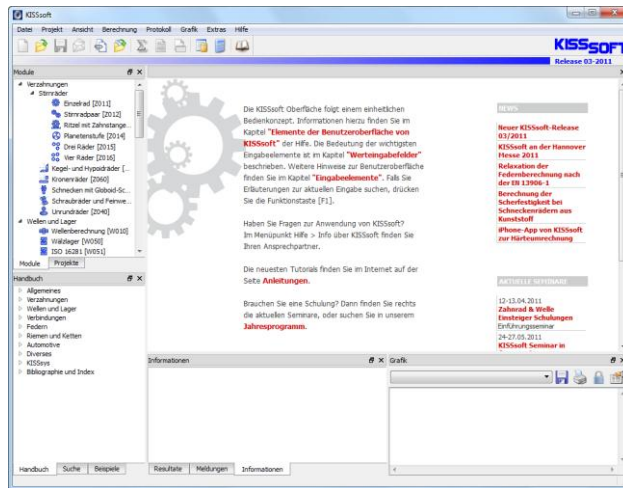 KISSsoft
Datei Projekt Ansicht Berechnung Protokoll Grafik Extras Hilfe
KISSsOFT
Release 03-2011
Module
Verzahnungen
Stirnräder
Einzelrad [Z011]
Stirnradpaar [Z012]
Ritzel mit Zahnstange...
Planetenstufe [Z014]
Drei Räder [Z015]
Vier Räder [Z016]
Kegel- und Hypoidräder [...
Kronenräder [Z060]
Schnecken mit Globoid-Sc...
Schraubräder und Feinwe...
Unrundräder [Z040]
Wellen und Lager
Wellenberechnung [W010]
Wälzlager [W050]
ISO 16281 [W051]
Module Projekte
Handbuch
Allgemeines
Verzahnungen
Wellen und Lager
Verbindungen
Federn
Riemen und Ketten
Automotive
Diverses
KISSsys
Bibliographie und Index
Handbuch Suche Beispiele
Die KISSsoft Oberfläche folgt einem einheitlichen
Bedienkonzept. Informationen hierzu finden Sie im
Kapitel "Elemente der Benutzeroberfläche von
KISSsoft" der Hilfe. Die Bedeutung der wichtigsten
Eingabeelemente ist im Kapitel "Werteingabefelder"
beschrieben. Weitere Hinweise zur Benutzeroberfläche
finden Sie im Kapitel "Eingabeelemente". Falls Sie
Erläuterungen zur aktuellen Eingabe suchen, drücken
Sie die Funktionstaste [F1].
Haben Sie Fragen zur Anwendung von KISSsoft?
Im Menüpunkt Hilfe > Info über KISSsoft finden Sie
Ihren Ansprechpartner.
Die neuesten Tutorials finden Sie im Internet auf der
Seite Anleitungen.
Brauchen Sie eine Schulung? Dann finden Sie rechts
die aktuellen Seminare, oder suchen Sie in unserem
Jahresprogramm.
NEWS
Neuer KISSsoft-Release
03/2011
KISSsoft an der Hannover
Messe 2011
Relaxation der
Federnberechnung nach
der EN 13906-1
Berechnung der
Scherfestigkeit bei
Schneckenrädern aus
Kunststoff
iPhone-App von KISSsoft
zur Härteumrechnung
AKTUELLE SEMINARE
12-13.04.2011
Zahnrad & Welle
Einsteiger Schulungen
Einführungsseminar
24-27.05.2011
KISSsoft Seminar in
Informationen
Resultate Meldungen Informationen
Grafik